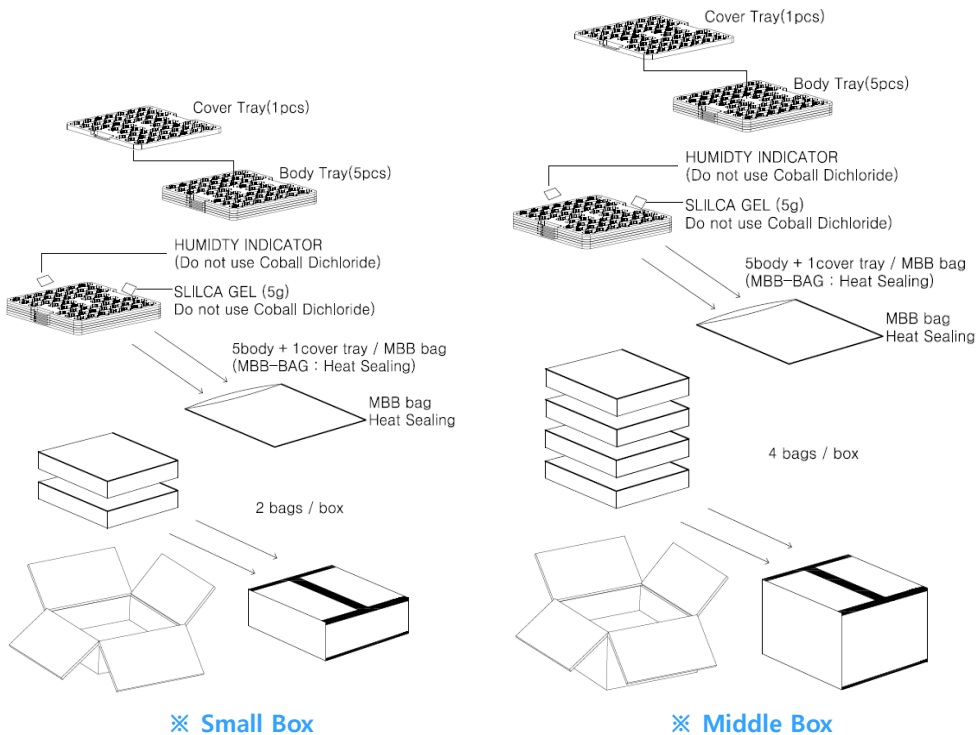 Cover Tray(1pcs)
Body Tray(5pcs)
HUMIDTY INDICATOR
(Do not use Coball Dichloride)
SLILCA GEL (5g)
Do not use Coball Dichloride)
5body + 1cover tray / MBB bag
(MBB-BAG : Heat Sealing)
MBB bag
Heat Sealing
2 bags / box
※ Small Box
Cover Tray(1pcs)
Body Tray(5pcs)
HUMIDTY INDICATOR
(Do not use Coball Dichloride)
SLILCA GEL (5g)
Do not use Coball Dichloride)
5body + 1cover tray / MBB bag
(MBB-BAG : Heat Sealing)
MBB bag
Heat Sealing
4 bags / box
※ Middle Box